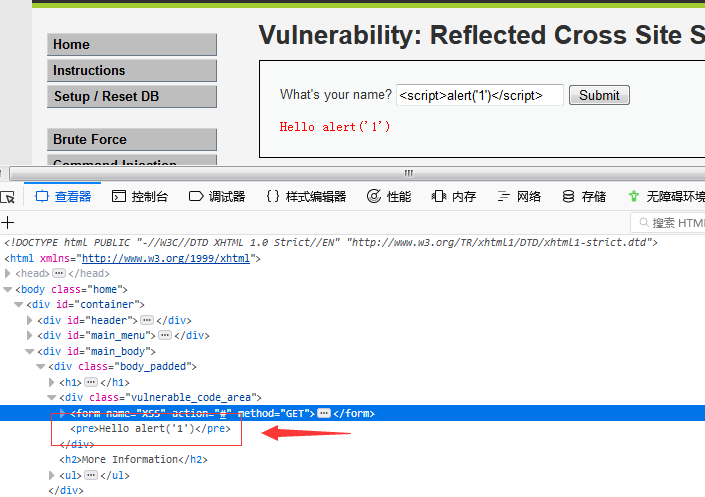 Vulnerability: Reflected Cross Site S
Home
Instructions
Setup / Reset DB
Brute Force
Command Injection
What's your name? <script>alert('1')</script> Submit
Hello alert('1')
查看器 控制台 调试器 {} 样式编辑器 性能 内存 网络 存储 无障碍环境
+ 搜索 HTM
<!DOCTYPE html PUBLIC "-//W3C//DTD XHTML 1.0 Strict//EN" "http://www.w3.org/TR/xhtml1/DTD/xhtml1-strict.dtd">
<html xmlns="http://www.w3.org/1999/xhtml">
<head>…</head>
<body class="home">
<div id="container">
<div id="header">…</div>
<div id="main_menu">…</div>
<div id="main_body">
<div class="body_padded">
<h1>…</h1>
<div class="vulnerable_code_area">
<form name="XSS" action="#" method="GET">…</form>
<pre>Hello alert('1')</pre>
</div>
<h2>More Information</h2>
<ul>…</ul>
</div>